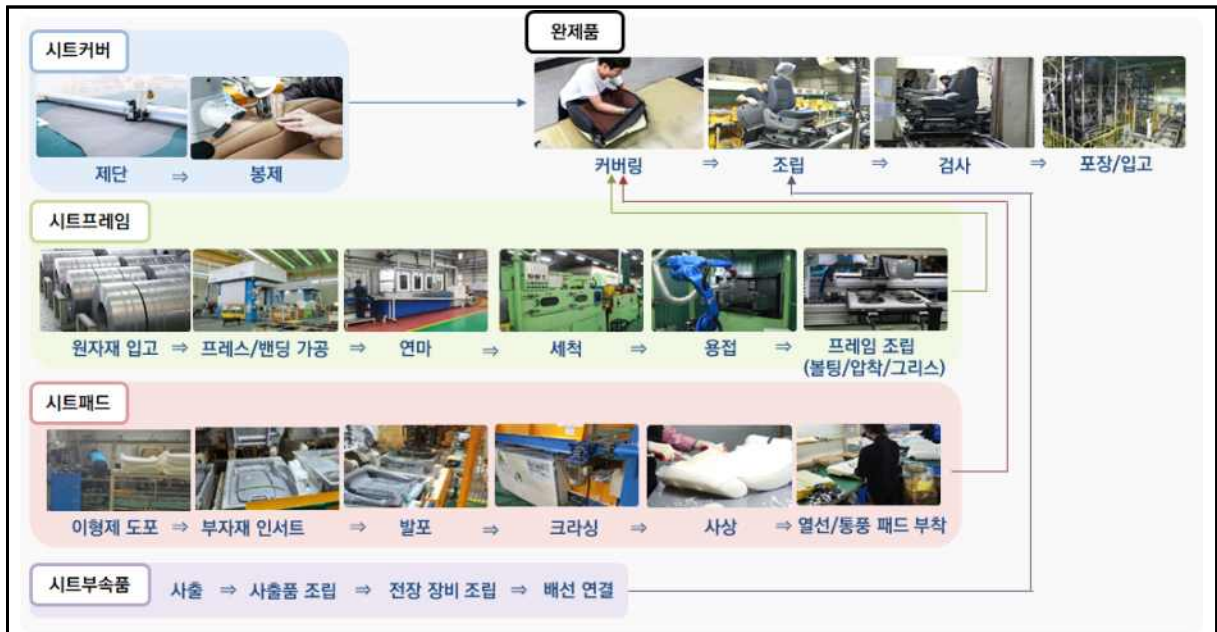 시트커버
완제품
제단 ⇒ 봉제
커버링 ⇒ 조립 ⇒ 검사 ⇒ 포장/입고
시트프레임
원자재 입고 ⇒ 프레스/밴딩 가공 ⇒ 연마 ⇒ 세척 ⇒ 용접 ⇒ 프레임 조립
(볼팅/압착/그리스)
시트패드
이형제 도포 ⇒ 부자재 인서트 ⇒ 발포 ⇒ 크라싱 ⇒ 사상 ⇒ 열선/통풍 패드 부착
시트부속품
사출 ⇒ 사출품 조립 ⇒ 전장 장비 조립 ⇒ 배선 연결